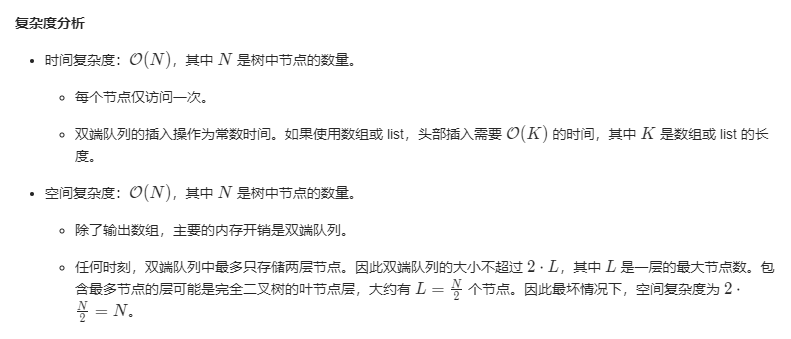 复杂度分析
• 时间复杂度：O(N)，其中 N 是树中节点的数量。
◦ 每个节点仅访问一次。
◦ 双端队列的插入操作为常数时间。如果使用数组或 list，头部插入需要 O(K) 的时间，其中 K 是数组或 list 的长
度。
• 空间复杂度：O(N)，其中 N 是树中节点的数量。
◦ 除了输出数组，主要的内存开销是双端队列。
◦ 任何时刻，双端队列中最多只存储两层节点。因此双端队列的大小不超过 2 · L，其中 L 是一层的最大节点数。包
含最多节点的层可能是完全二叉树的叶节点层，大约有 L = N/2 个节点。因此最坏情况下，空间复杂度为 2 ·
N/2 = N。